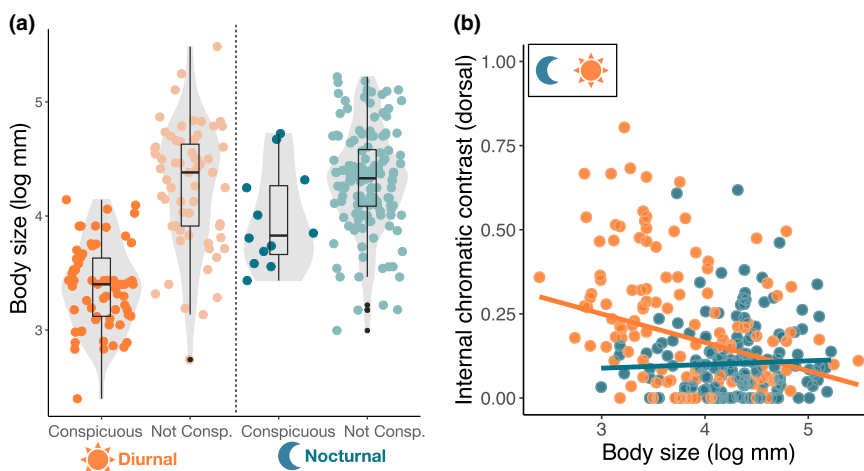 (a)
Body size (log mm)
5
4
3
Conspicuous Not Consp. Conspicuous Not Consp.
Diurnal Nocturnal
(b)
Internal chromatic contrast (dorsal)
1.00
0.75
0.50
0.25
0.00
3 4 5
Body size (log mm)